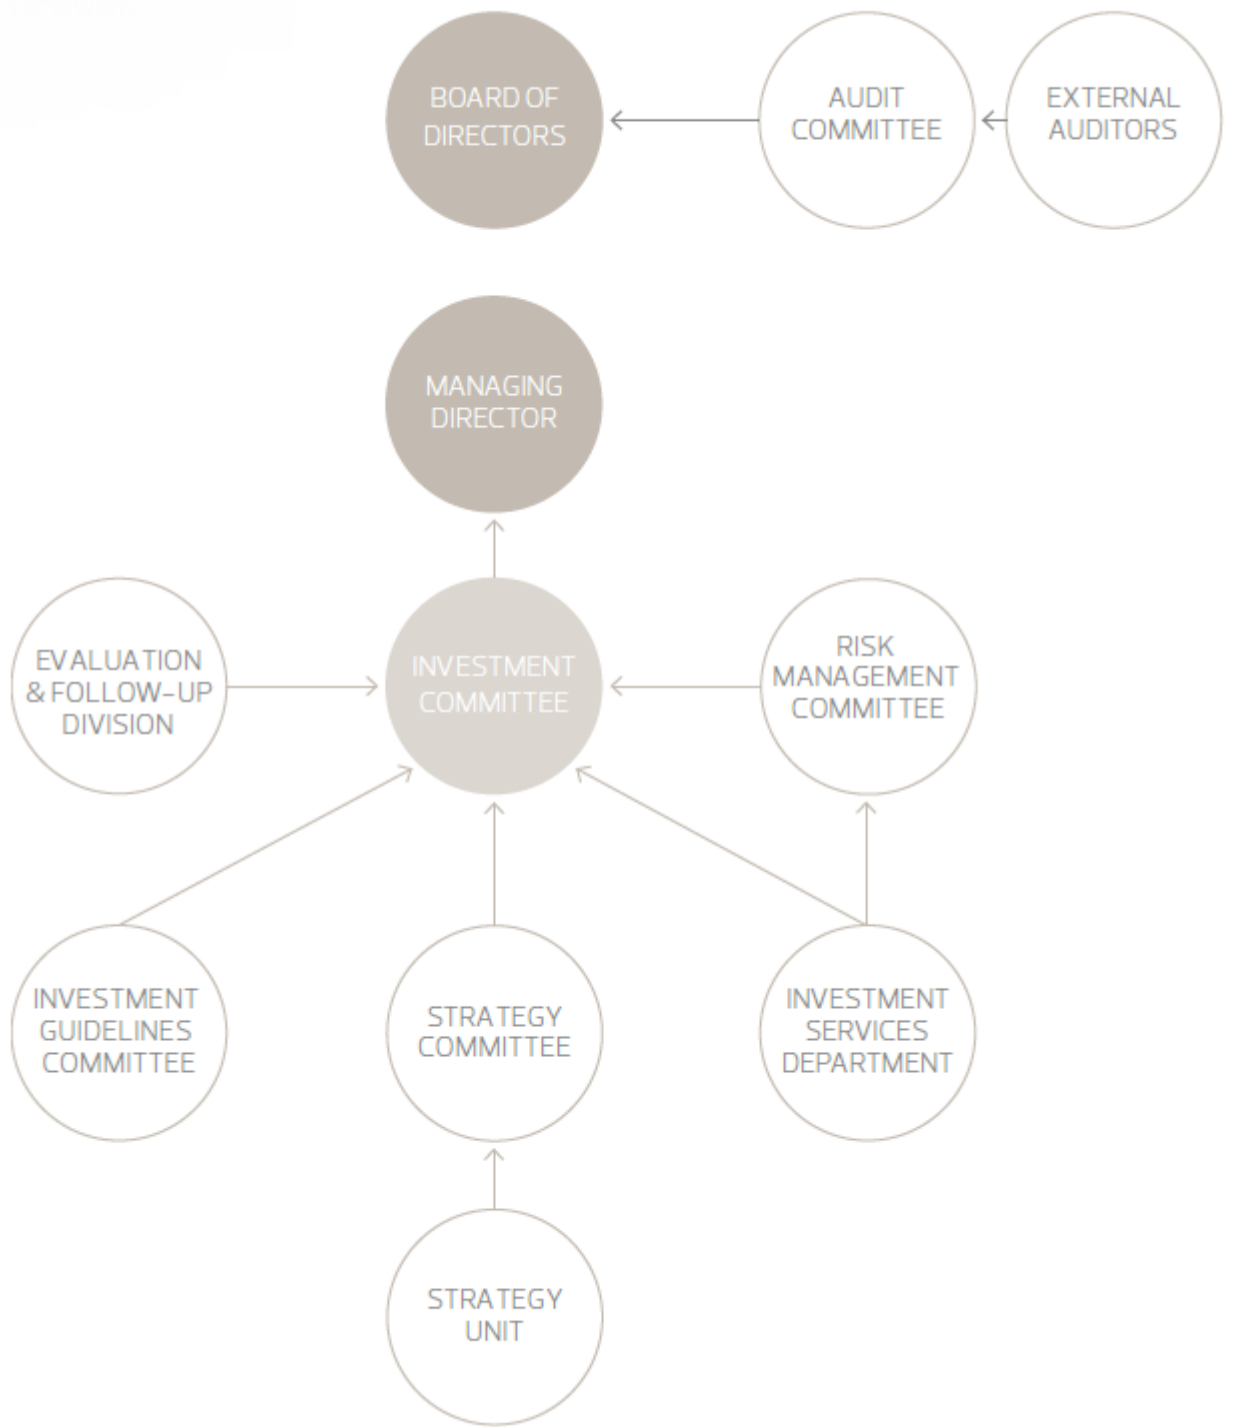 BOARD OF
DIRECTORS
AUDIT
COMMITTEE
EXTERNAL
AUDITORS
MANAGING
DIRECTOR
EVALUATION
& FOLLOW-UP
DIVISION
INVESTMENT
COMMITTEE
RISK
MANAGEMENT
COMMITTEE
INVESTMENT
GUIDELINES
COMMITTEE
STRATEGY
COMMITTEE
INVESTMENT
SERVICES
DEPARTMENT
STRATEGY
UNIT